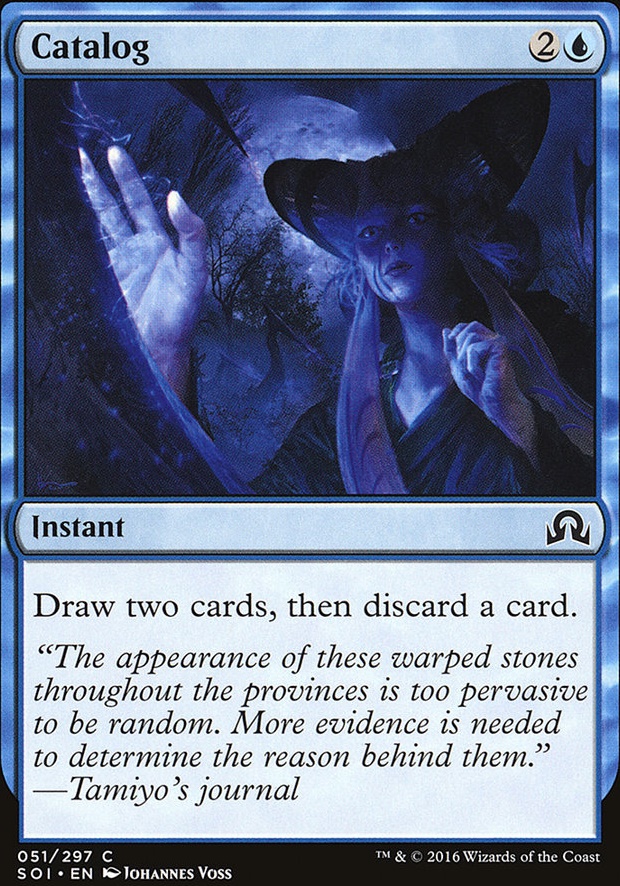 Catalog 2
Instant
Draw two cards, then discard a card.
“The appearance of these warped stones
throughout the provinces is too pervasive
to be random. More evidence is needed
to determine the reason behind them.”
—Tamiyo’s journal
051/297 C
SOI • EN Johannes Voss
™ & © 2016 Wizards of the Coast